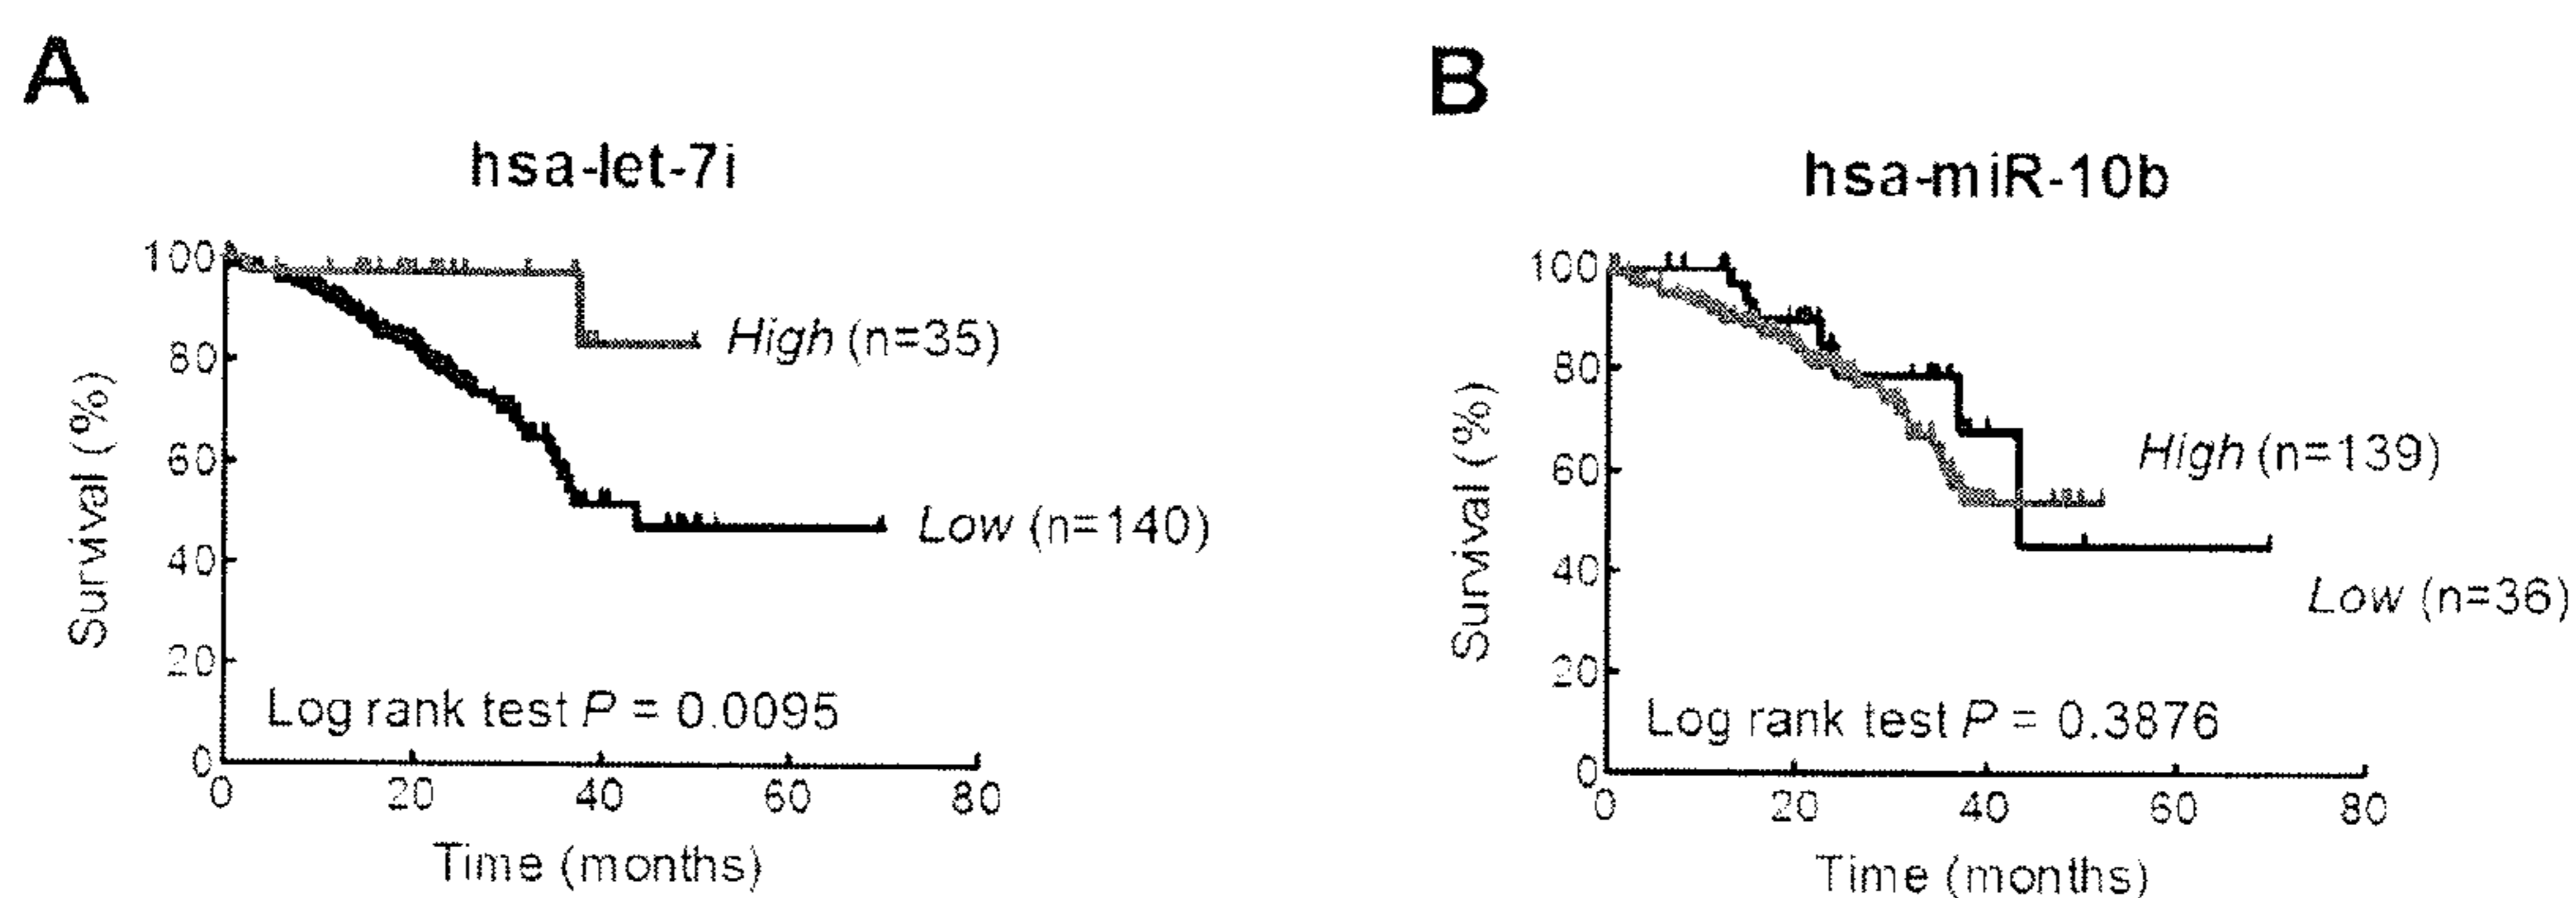 A
hsa-let-7i
100
80
60
40
20
0
Survival (%)
High (n=35)
Low (n=140)
Log rank test P = 0.0095
0 20 40 60 80
Time (months)
B
hsa-miR-10b
100
80
60
40
20
0
Survival (%)
High (n=139)
Low (n=36)
Log rank test P = 0.3876
0 20 40 60 80
Time (months)